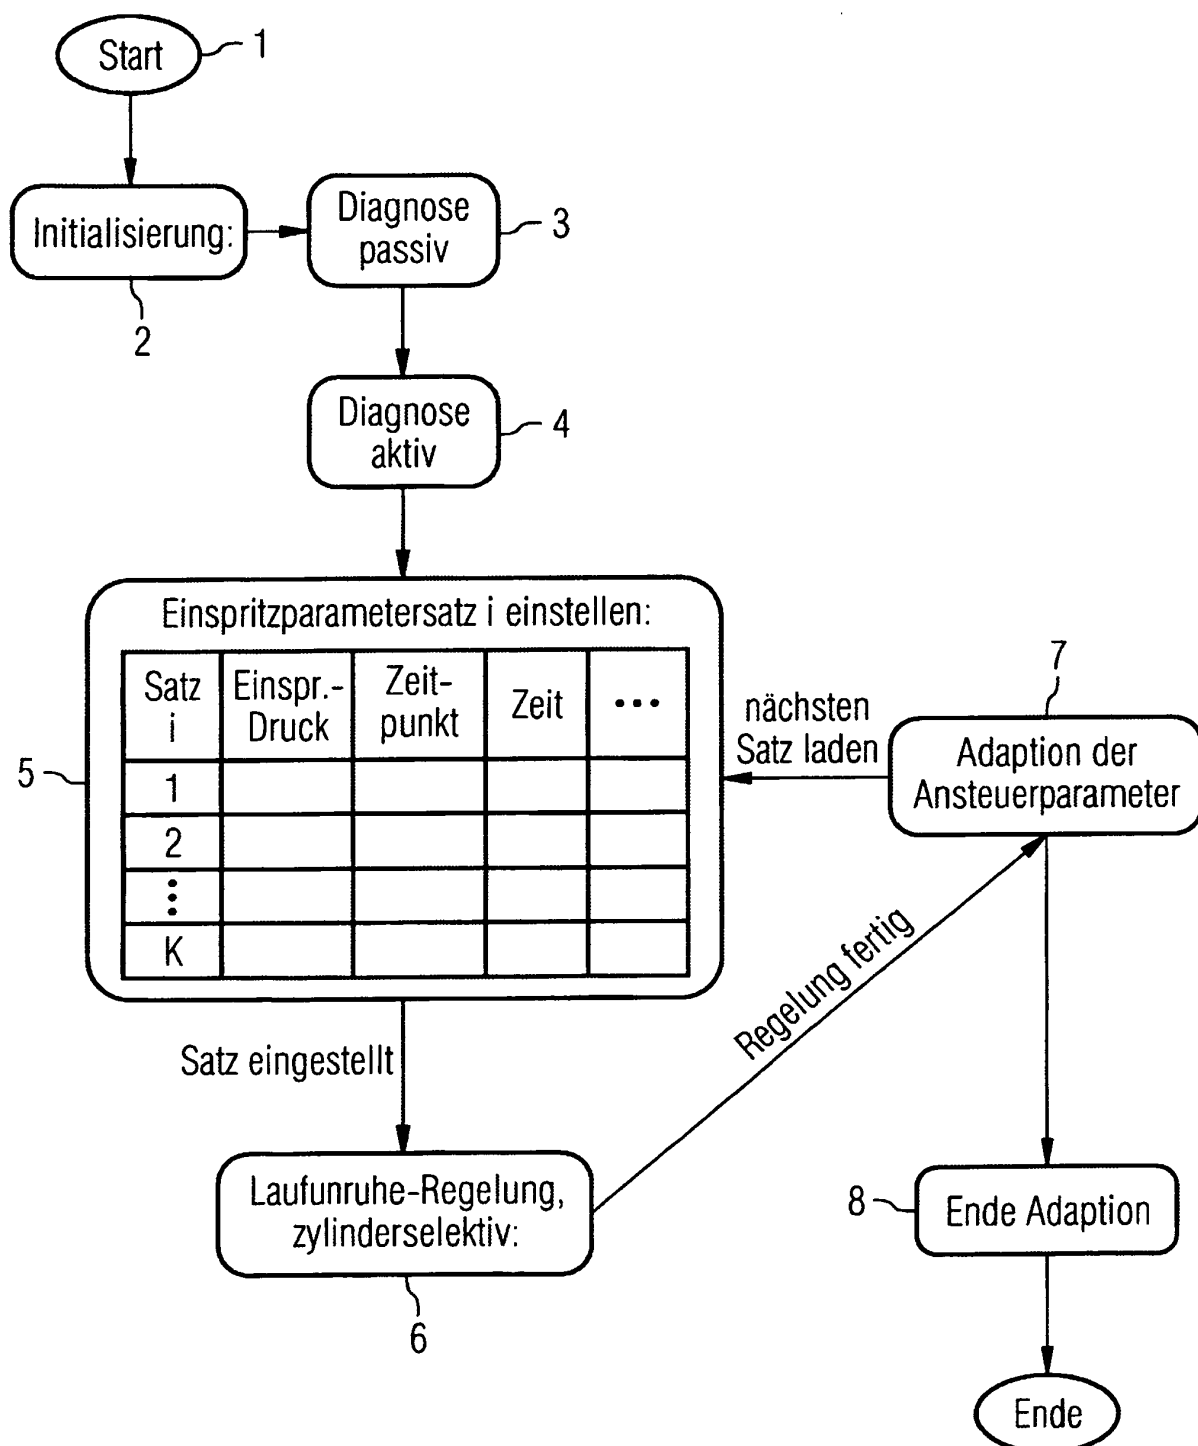 Start
1
Initialisierung:
2
Diagnose
passiv
3
Diagnose
aktiv
4
Einspritzparametersatz i einstellen:
Satz
i
Einspr.-
Druck
Zeit-
punkt
Zeit
...
1
2
⋮
K
5
nächsten
Satz laden
7
Adaption der
Ansteuerparameter
Satz eingestellt
Regelung fertig
Laufunruhe-Regelung,
zylinderselektiv:
6
8
Ende Adaption
Ende